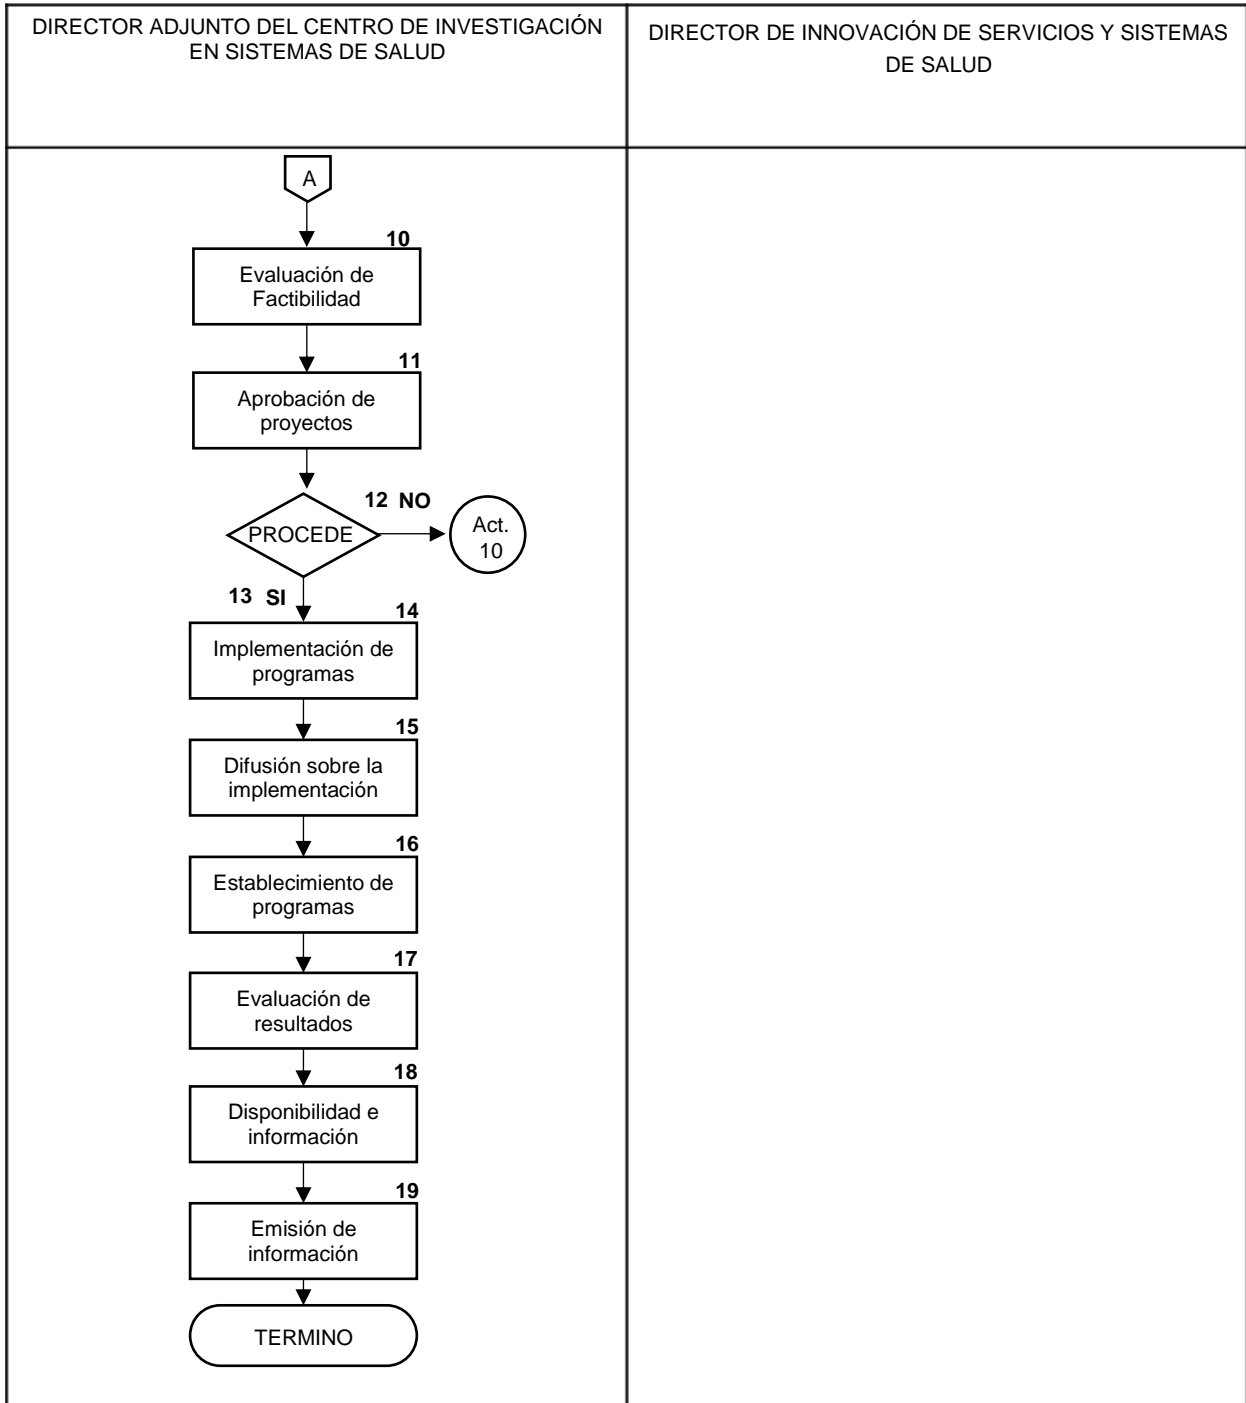 DIRECTOR ADJUNTO DEL CENTRO DE INVESTIGACIÓN
EN SISTEMAS DE SALUD
DIRECTOR DE INNOVACIÓN DE SERVICIOS Y SISTEMAS
DE SALUD
A
10
Evaluación de
Factibilidad
11
Aprobación de
proyectos
12 NO
PROCEDE
Act.
10
13 SI
14
Implementación de
programas
15
Difusión sobre la
implementación
16
Establecimiento de
programas
17
Evaluación de
resultados
18
Disponibilidad e
información
19
Emisión de
información
TERMINO